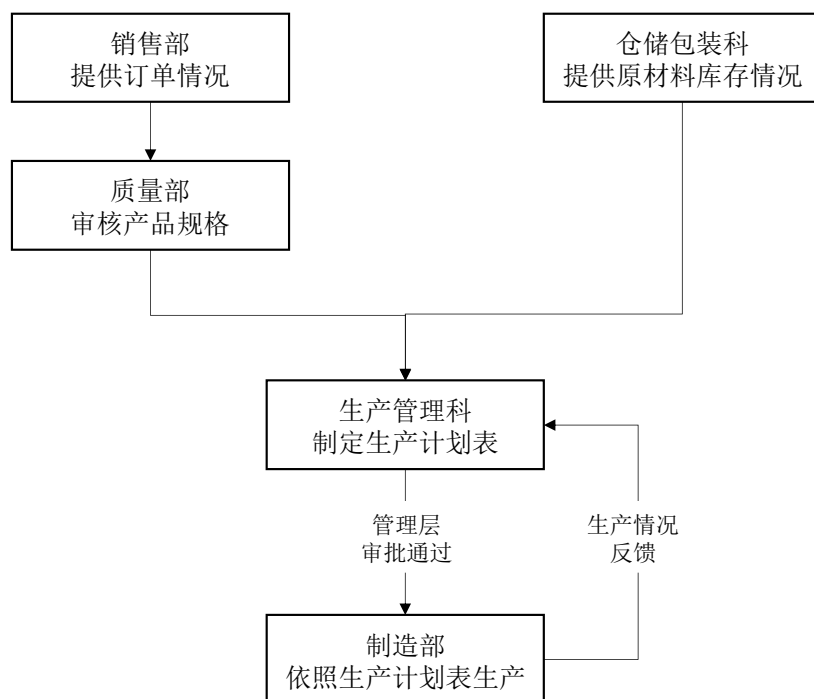 销售部
提供订单情况
仓储包装科
提供原材料库存情况
质量部
审核产品规格
生产管理科
制定生产计划表
管理层
审批通过
生产情况
反馈
制造部
依照生产计划表生产